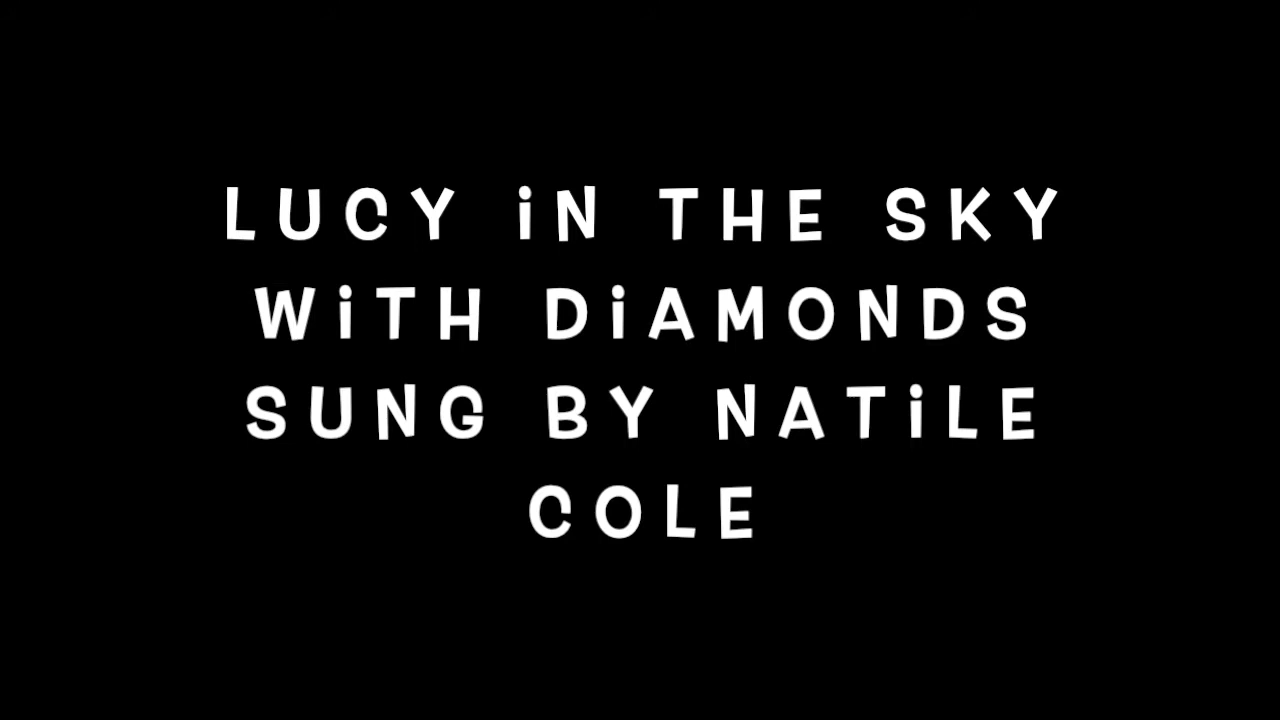 LUCY iN THE SKY
WiTH DiAMONDS
SUNG BY NATiLE
COLE